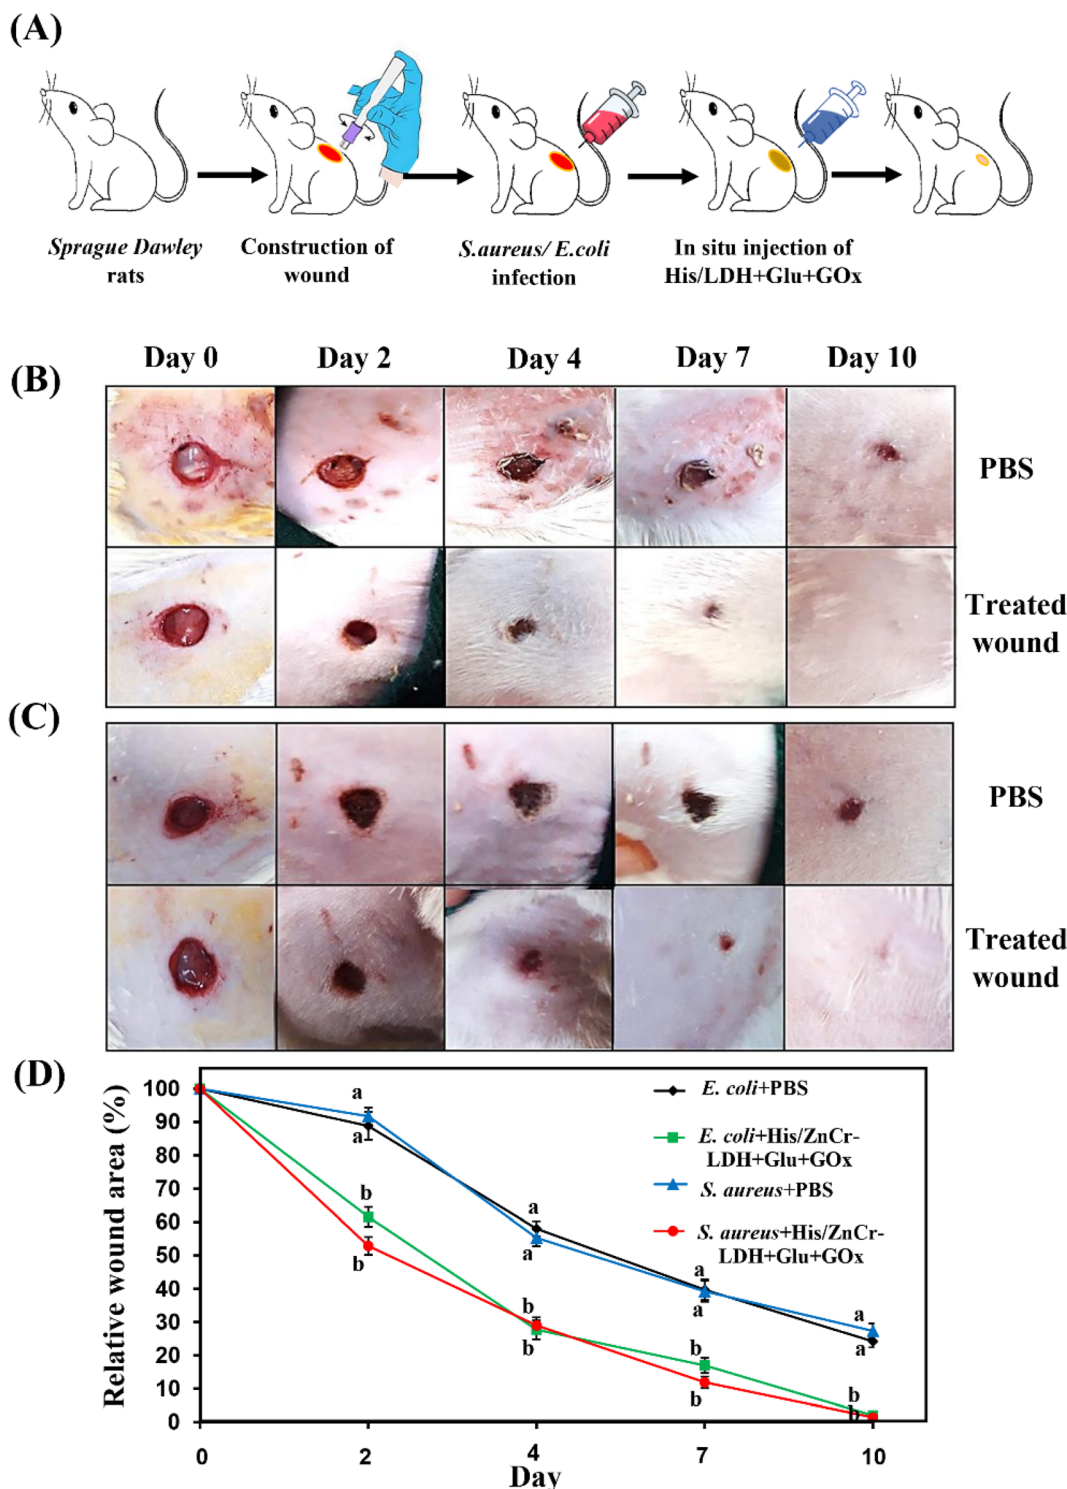 (A)
Sprague Dawley
rats
Construction of
wound
S.aureus/ E.coli
infection
In situ injection of
His/LDH+Glu+GOx
Day 0
Day 2
Day 4
Day 7
Day 10
(B)
PBS
Treated
wound
(C)
PBS
Treated
wound
(D)
Relative wound area (%)
100
90
80
70
60
50
40
30
20
10
0
a
a
b
b
a
a
b
b
a
a
b
b
a
a
b
b
E. coli+PBS
E. coli+His/ZnCr-
LDH+Glu+GOx
S. aureus+PBS
S. aureus+His/ZnCr-
LDH+Glu+GOx
0
2
4
7
10
Day